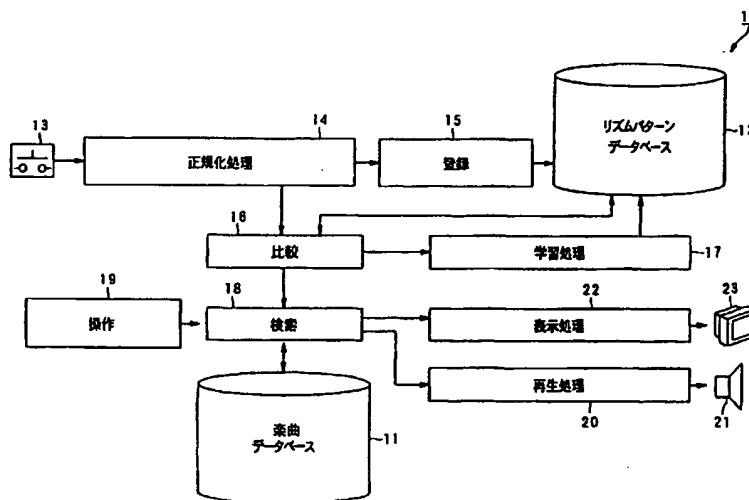 1
13
14
正規化処理
15
登録
リズムパターン
データベース
12
16
比較
学習処理
17
19
操作
18
検索
22
表示処理
23
再生処理
20
21
楽曲
データベース
11